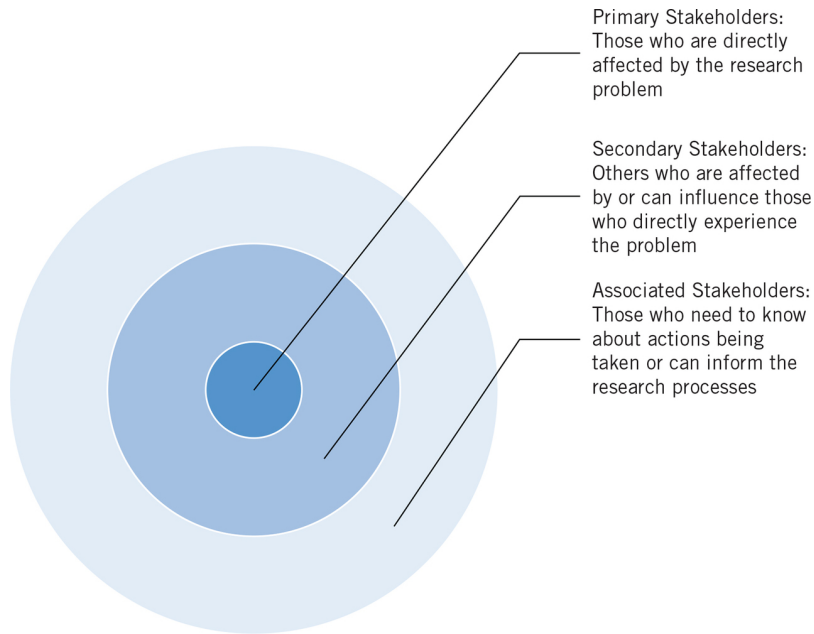 Primary Stakeholders:
Those who are directly
affected by the research
problem
Secondary Stakeholders:
Others who are affected
by or can influence those
who directly experience
the problem
Associated Stakeholders:
Those who need to know
about actions being
taken or can inform the
research processes